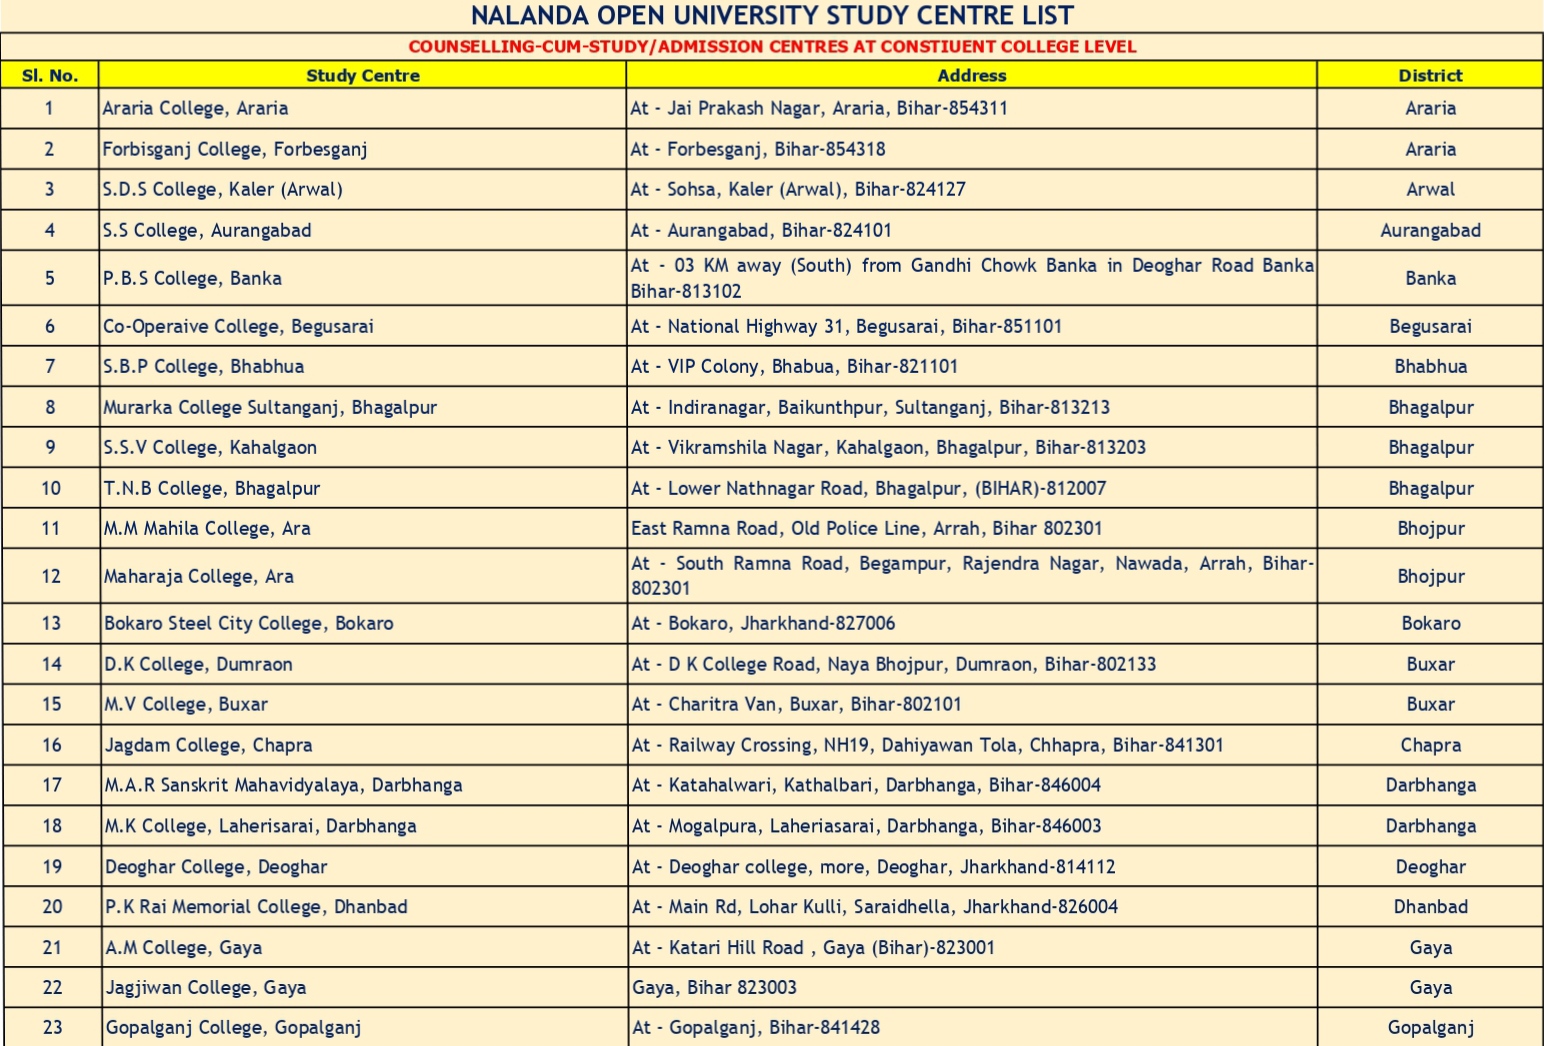 NALANDA OPEN UNIVERSITY STUDY CENTRE LIST
COUNSELLING-CUM-STUDY/ADMISSION CENTRES AT CONSTIUENT COLLEGE LEVEL
Sl. No. Study Centre Address District
1 Araria College, Araria At - Jai Prakash Nagar, Araria, Bihar-854311 Araria
2 Forbisganj College, Forbesganj At - Forbesganj, Bihar-854318 Araria
3 S.D.S College, Kaler (Arwal) At - Sohsa, Kaler (Arwal), Bihar-824127 Arwal
4 S.S College, Aurangabad At - Aurangabad, Bihar-824101 Aurangabad
5 P.B.S College, Banka At - 03 KM away (South) from Gandhi Chowk Banka in Deoghar Road Banka
Bihar-813102 Banka
6 Co-Operaive College, Begusarai At - National Highway 31, Begusarai, Bihar-851101 Begusarai
7 S.B.P College, Bhabhua At - VIP Colony, Bhabua, Bihar-821101 Bhabhua
8 Murarka College Sultanganj, Bhagalpur At - Indiranagar, Baikunthpur, Sultanganj, Bihar-813213 Bhagalpur
9 S.S.V College, Kahalgaon At - Vikramshila Nagar, Kahalgaon, Bhagalpur, Bihar-813203 Bhagalpur
10 T.N.B College, Bhagalpur At - Lower Nathnagar Road, Bhagalpur, (BIHAR)-812007 Bhagalpur
11 M.M Mahila College, Ara East Ramna Road, Old Police Line, Arrah, Bihar 802301 Bhojpur
12 Maharaja College, Ara At - South Ramna Road, Begampur, Rajendra Nagar, Nawada, Arrah, Bihar-
802301 Bhojpur
13 Bokaro Steel City College, Bokaro At - Bokaro, Jharkhand-827006 Bokaro
14 D.K College, Dumraon At - D K College Road, Naya Bhojpur, Dumraon, Bihar-802133 Buxar
15 M.V College, Buxar At - Charitra Van, Buxar, Bihar-802101 Buxar
16 Jagdam College, Chapra At - Railway Crossing, NH19, Dahiyawan Tola, Chhapra, Bihar-841301 Chapra
17 M.A.R Sanskrit Mahavidyalaya, Darbhanga At - Katahalwari, Kathalbari, Darbhanga, Bihar-846004 Darbhanga
18 M.K College, Laherisarai, Darbhanga At - Mogalpura, Laheriasarai, Darbhanga, Bihar-846003 Darbhanga
19 Deoghar College, Deoghar At - Deoghar college, more, Deoghar, Jharkhand-814112 Deoghar
20 P.K Rai Memorial College, Dhanbad At - Main Rd, Lohar Kulli, Saraidhella, Jharkhand-826004 Dhanbad
21 A.M College, Gaya At - Katari Hill Road , Gaya (Bihar)-823001 Gaya
22 Jagjiwan College, Gaya Gaya, Bihar 823003 Gaya
23 Gopalganj College, Gopalganj At - Gopalganj, Bihar-841428 Gopalganj